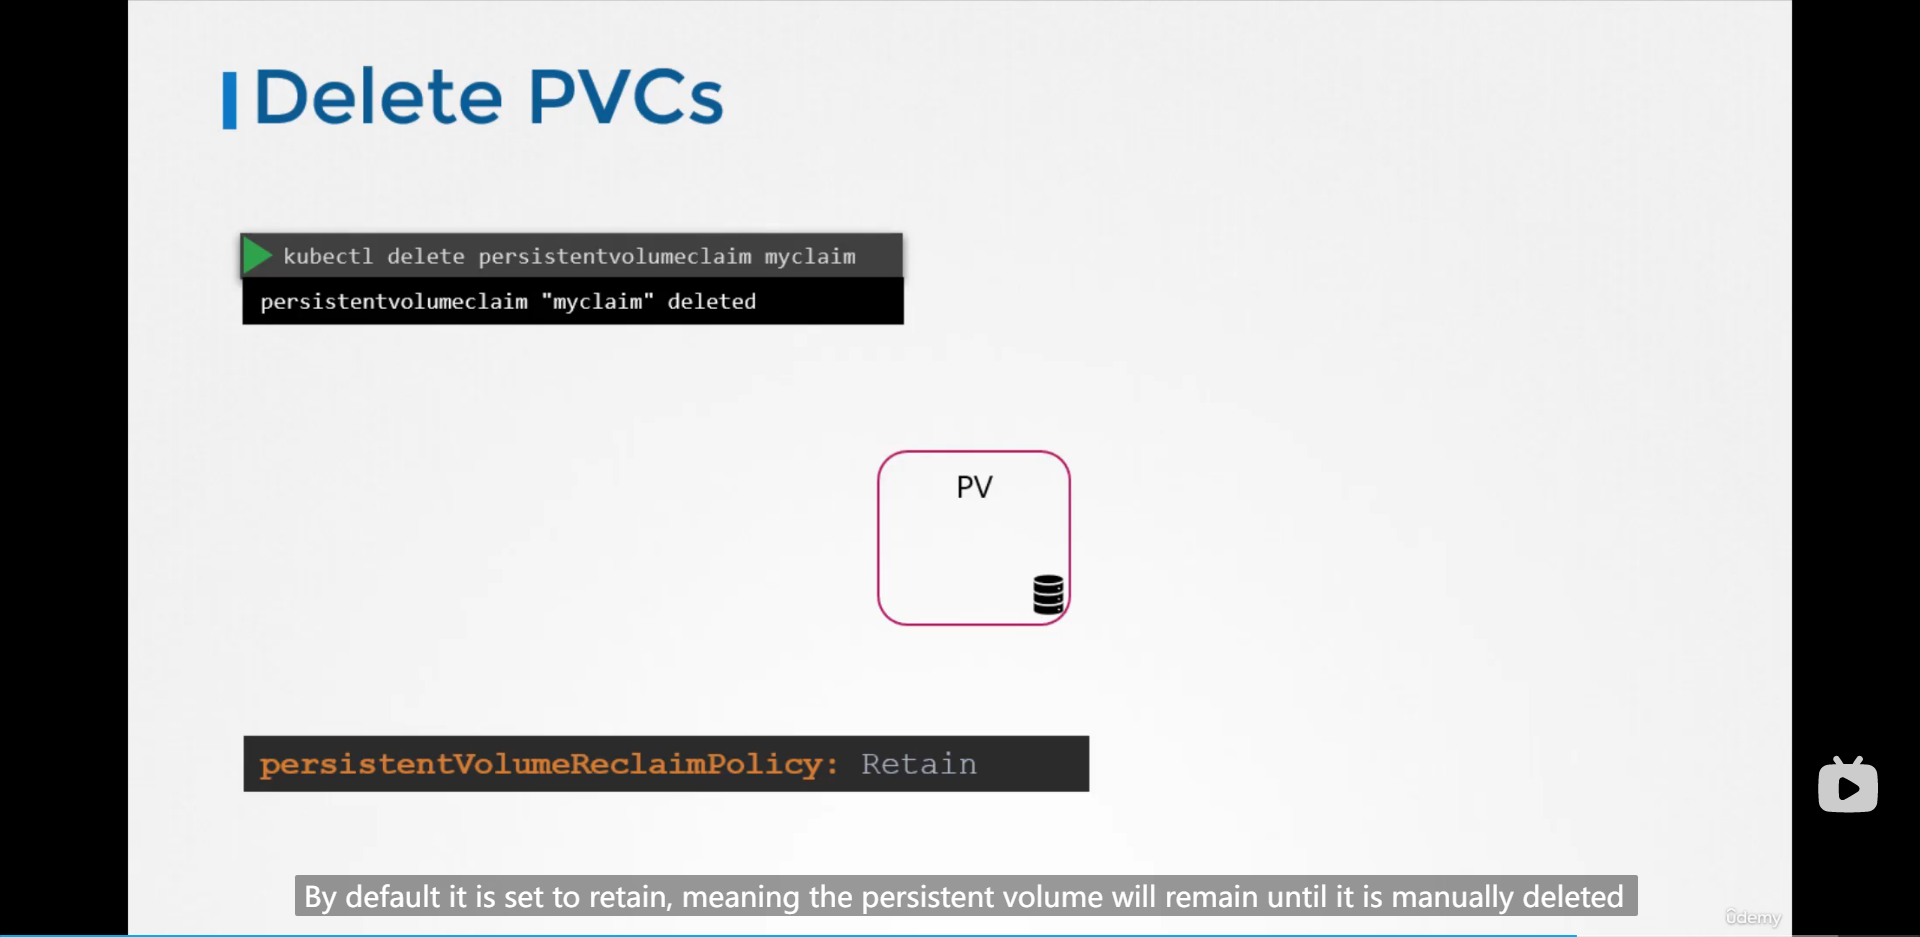 Delete PVCs
kubectl delete persistentvolumeclaim myclaim
persistentvolumeclaim "myclaim" deleted
PV
persistentVolumeReclaimPolicy: Retain
By default it is set to retain, meaning the persistent volume will remain until it is manually deleted
ûdemy